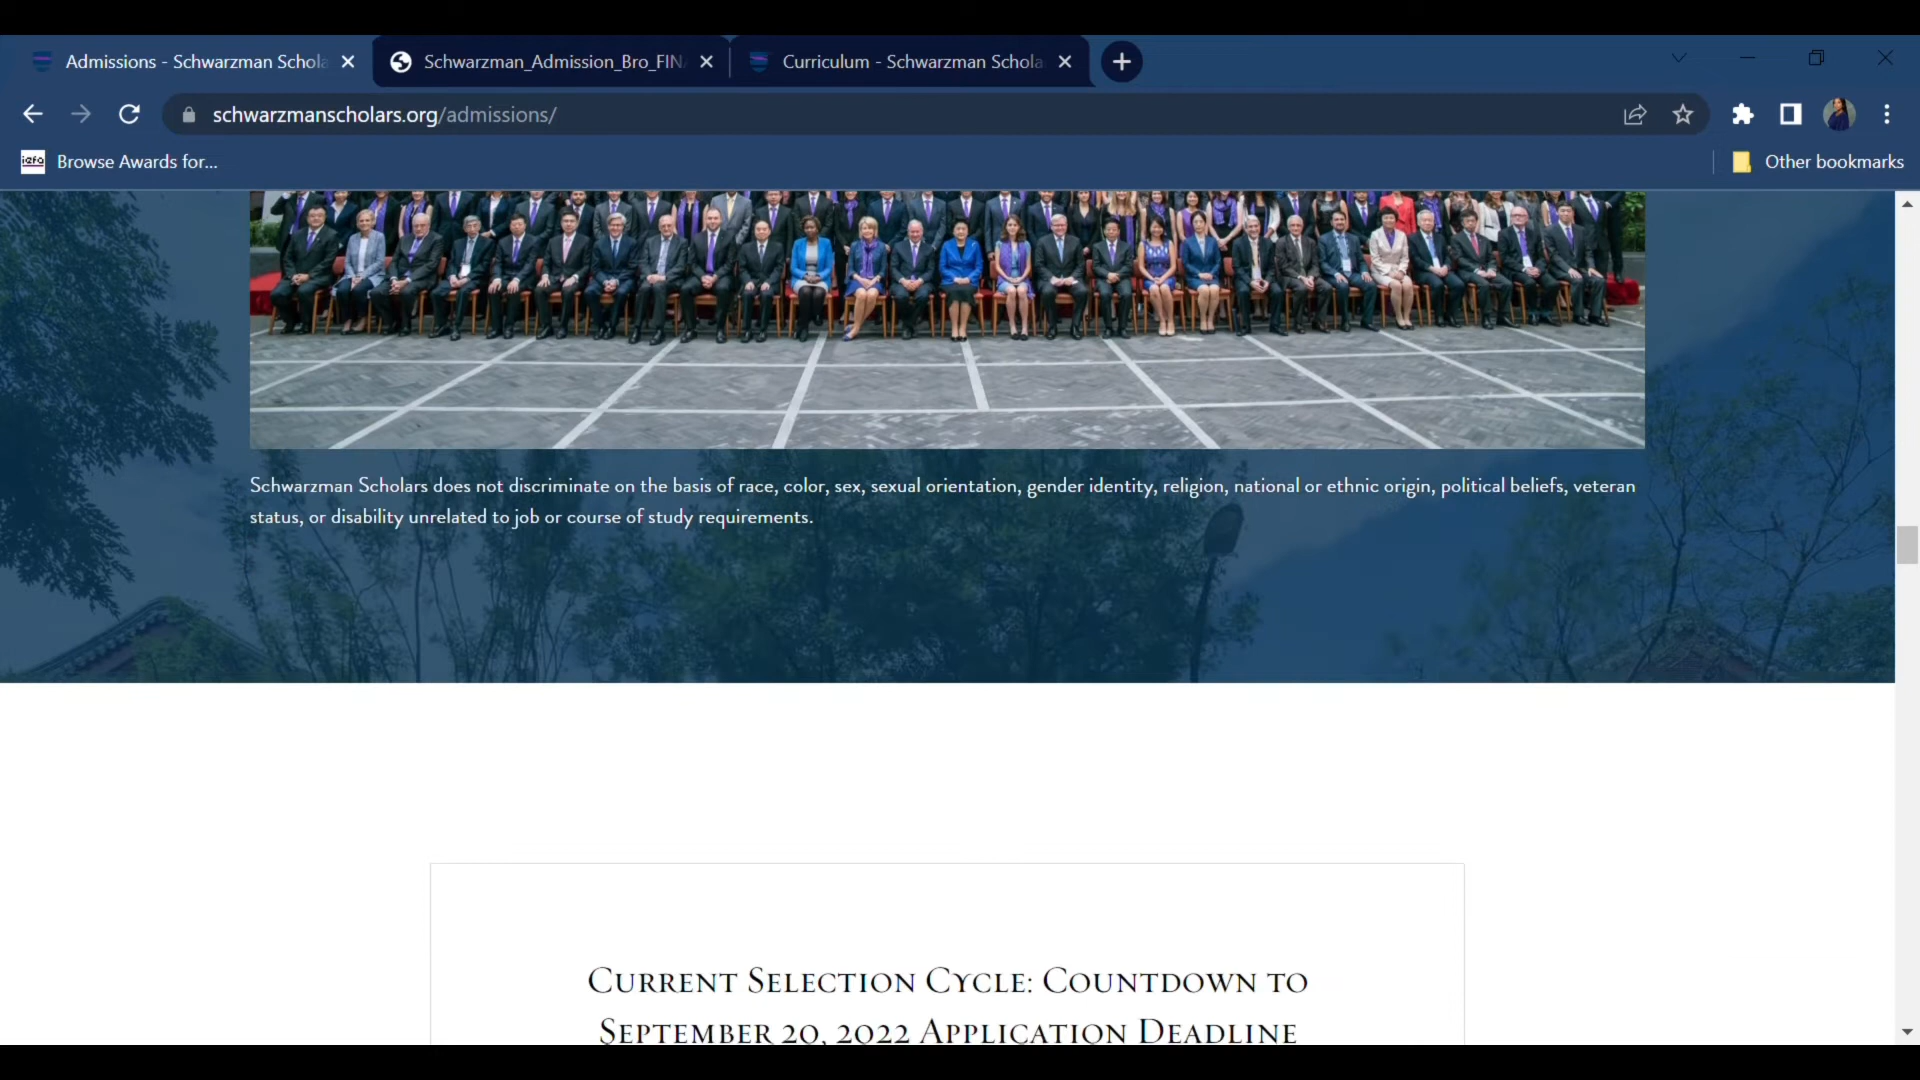 Admissions - Schwarzman Schola
Schwarzman_Admission_Bro_FIN
Curriculum - Schwarzman Schola
schwarzmanscholars.org/admissions/
iefa
Browse Awards for...
Other bookmarks
Schwarzman Scholars does not discriminate on the basis of race, color, sex, sexual orientation, gender identity, religion, national or ethnic origin, political beliefs, veteran
status, or disability unrelated to job or course of study requirements.
Current Selection Cycle: Countdown to
September 20, 2022 Application Deadline